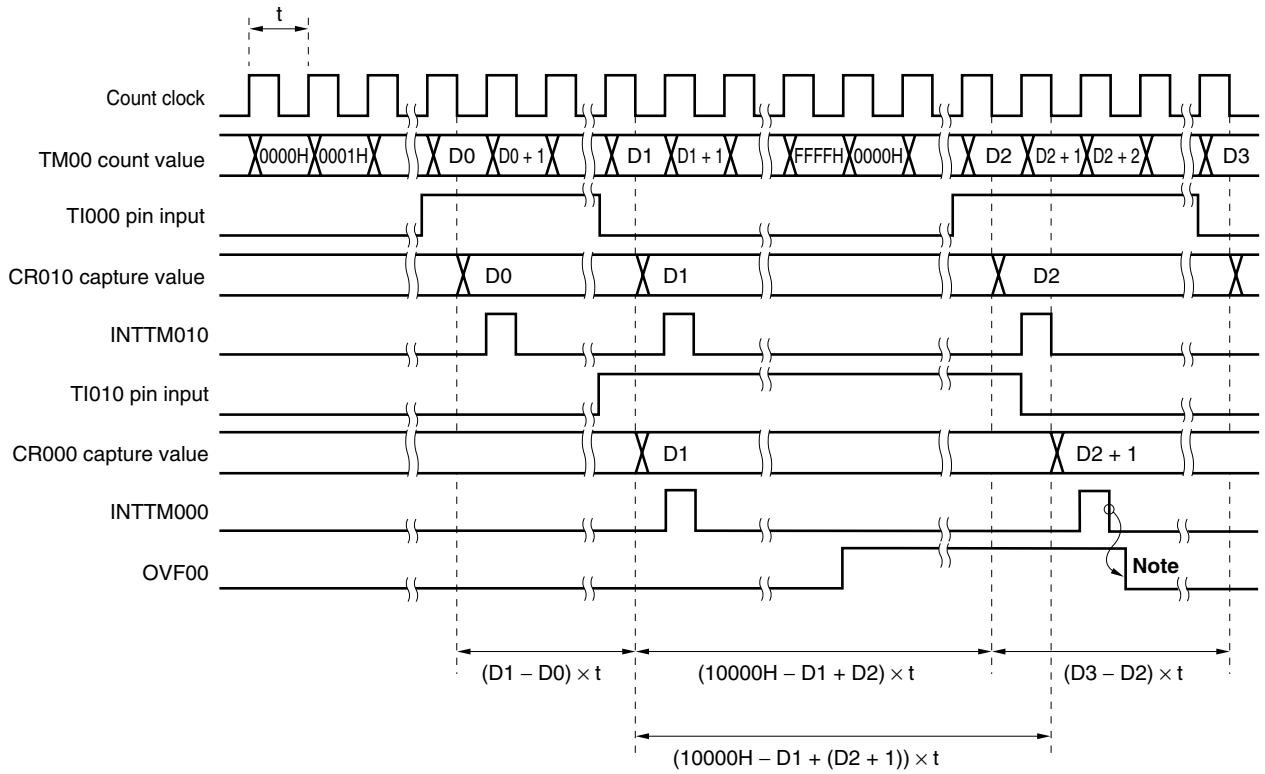 t
Count clock
TM00 count value 0000H 0001H D0 D0 + 1 D1 D1 + 1 FFFFH 0000H D2 D2 + 1 D2 + 2 D3
TI000 pin input
CR010 capture value D0 D1 D2
INTTM010
TI010 pin input
CR000 capture value D1 D2 + 1
INTTM000
OVF00 Note
(D1 – D0) × t (10000H – D1 + D2) × t (D3 – D2) × t
(10000H – D1 + (D2 + 1)) × t